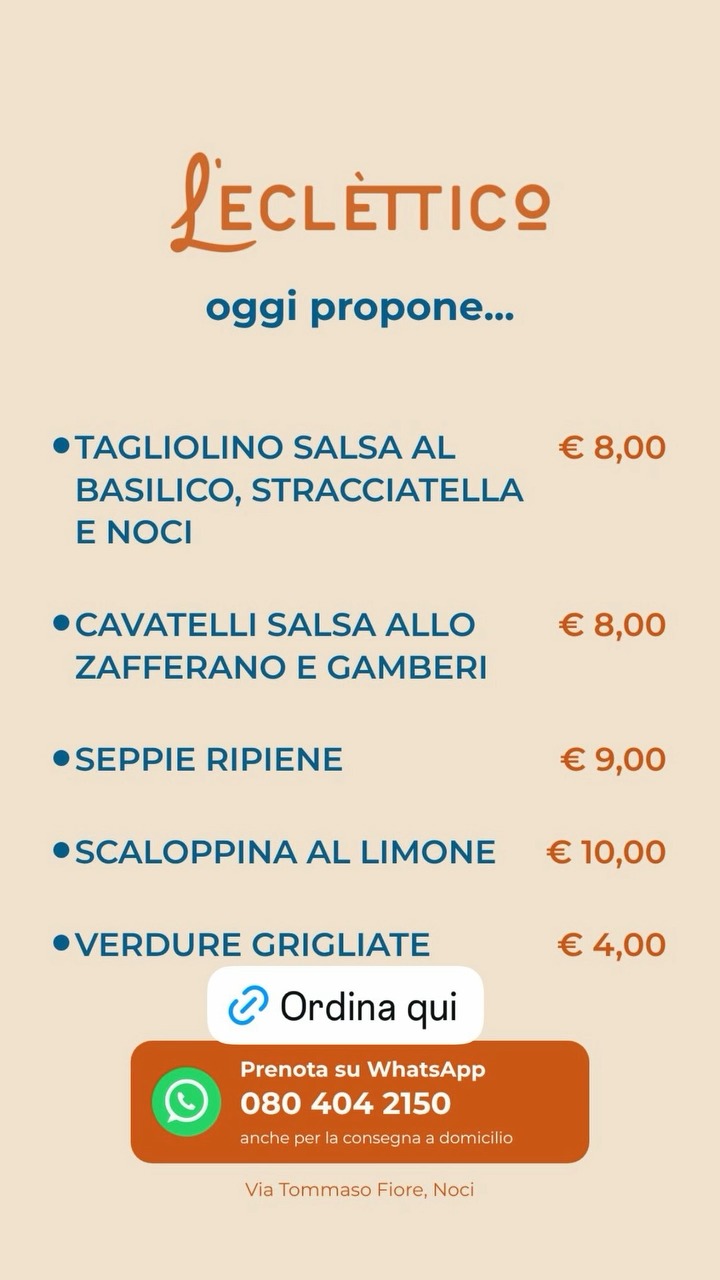 L'ECLÈTTICO
oggi propone...
• TAGLIOLINO SALSA AL € 8,00
BASILICO, STRACCIATELLA
E NOCI
• CAVATELLI SALSA ALLO € 8,00
ZAFFERANO E GAMBERI
• SEPPIE RIPIENE € 9,00
• SCALOPPINA AL LIMONE € 10,00
• VERDURE GRIGLIATE € 4,00
Ordina qui
Prenota su WhatsApp
080 404 2150
anche per la consegna a domicilio
Via Tommaso Fiore, Noci